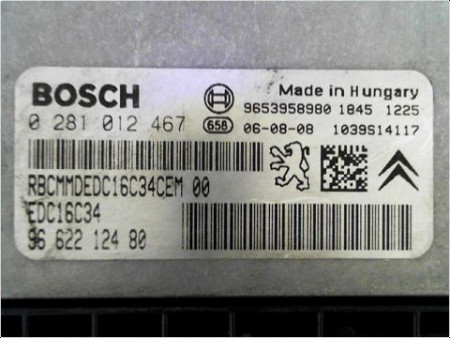 BOSCH
Made in Hungary
9653958980 1845 1225
0 281 012 467
658
06-08-08 1039S14117
RBCMMDEDC16C34CEM 00
EDC16C34
96 622 124 80